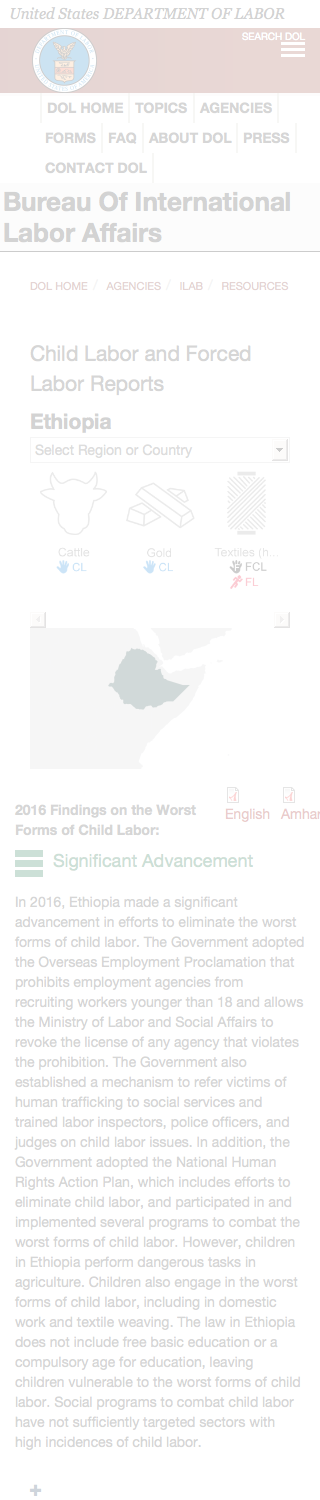 United States DEPARTMENT OF LABOR
SEARCH DOL
DOL HOME TOPICS AGENCIES
FORMS FAQ ABOUT DOL PRESS
CONTACT DOL
Bureau Of International
Labor Affairs
DOL HOME / AGENCIES / ILAB / RESOURCES
Child Labor and Forced
Labor Reports
Ethiopia
Select Region or Country
Cattle Gold Textiles (h...
CL CL FCL
FL
2016 Findings on the Worst
Forms of Child Labor:
English Amhar
Significant Advancement
In 2016, Ethiopia made a significant
advancement in efforts to eliminate the worst
forms of child labor. The Government adopted
the Overseas Employment Proclamation that
prohibits employment agencies from
recruiting workers younger than 18 and allows
the Ministry of Labor and Social Affairs to
revoke the license of any agency that violates
the prohibition. The Government also
established a mechanism to refer victims of
human trafficking to social services and
trained labor inspectors, police officers, and
judges on child labor issues. In addition, the
Government adopted the National Human
Rights Action Plan, which includes efforts to
eliminate child labor, and participated in and
implemented several programs to combat the
worst forms of child labor. However, children
in Ethiopia perform dangerous tasks in
agriculture. Children also engage in the worst
forms of child labor, including in domestic
work and textile weaving. The law in Ethiopia
does not include free basic education or a
compulsory age for education, leaving
children vulnerable to the worst forms of child
labor. Social programs to combat child labor
have not sufficiently targeted sectors with
high incidences of child labor.